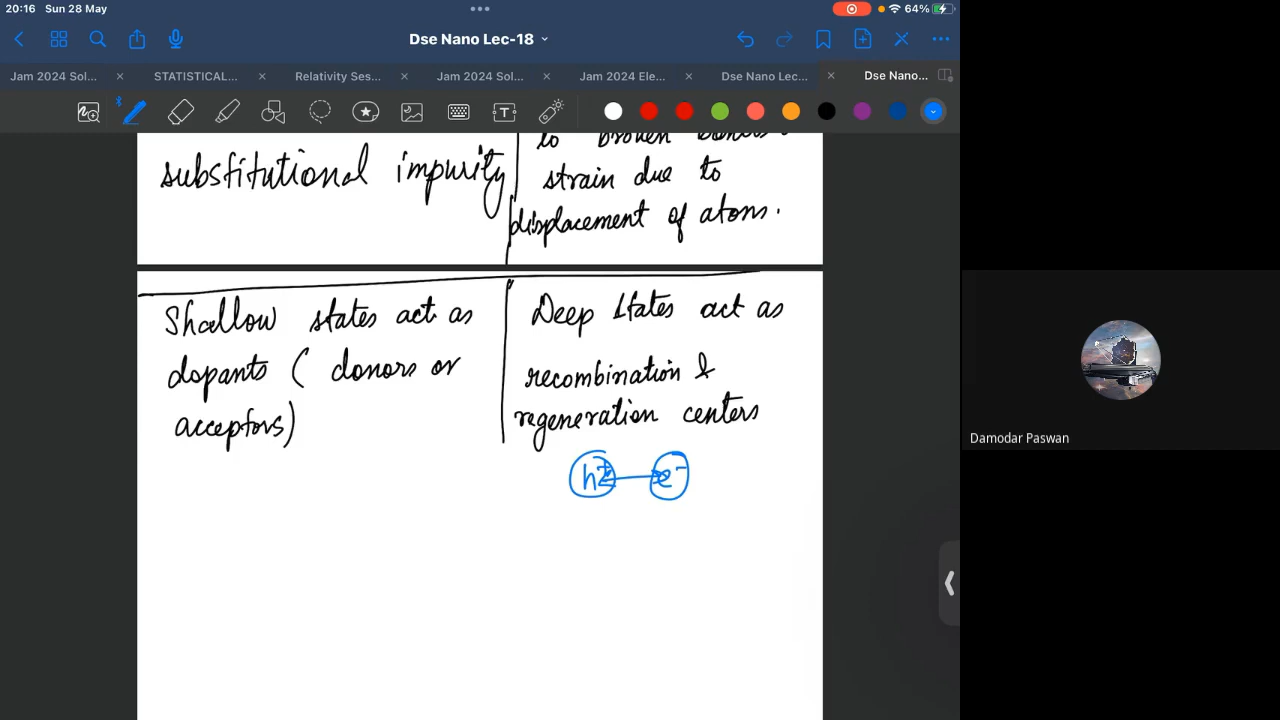 20:16 Sun 28 May
64%
Dse Nano Lec-18
Jam 2024 Sol...
STATISTICAL...
Relativity Ses...
Jam 2024 Sol...
Jam 2024 Ele...
Dse Nano Lec...
Dse Nano...
substitutional impurity
to broken
strain due to
displacement of atoms.
Shallow states act as
dopants ( donors or
acceptors)
Deep States act as
recombination &
regeneration centers
h+ e-
Damodar Paswan